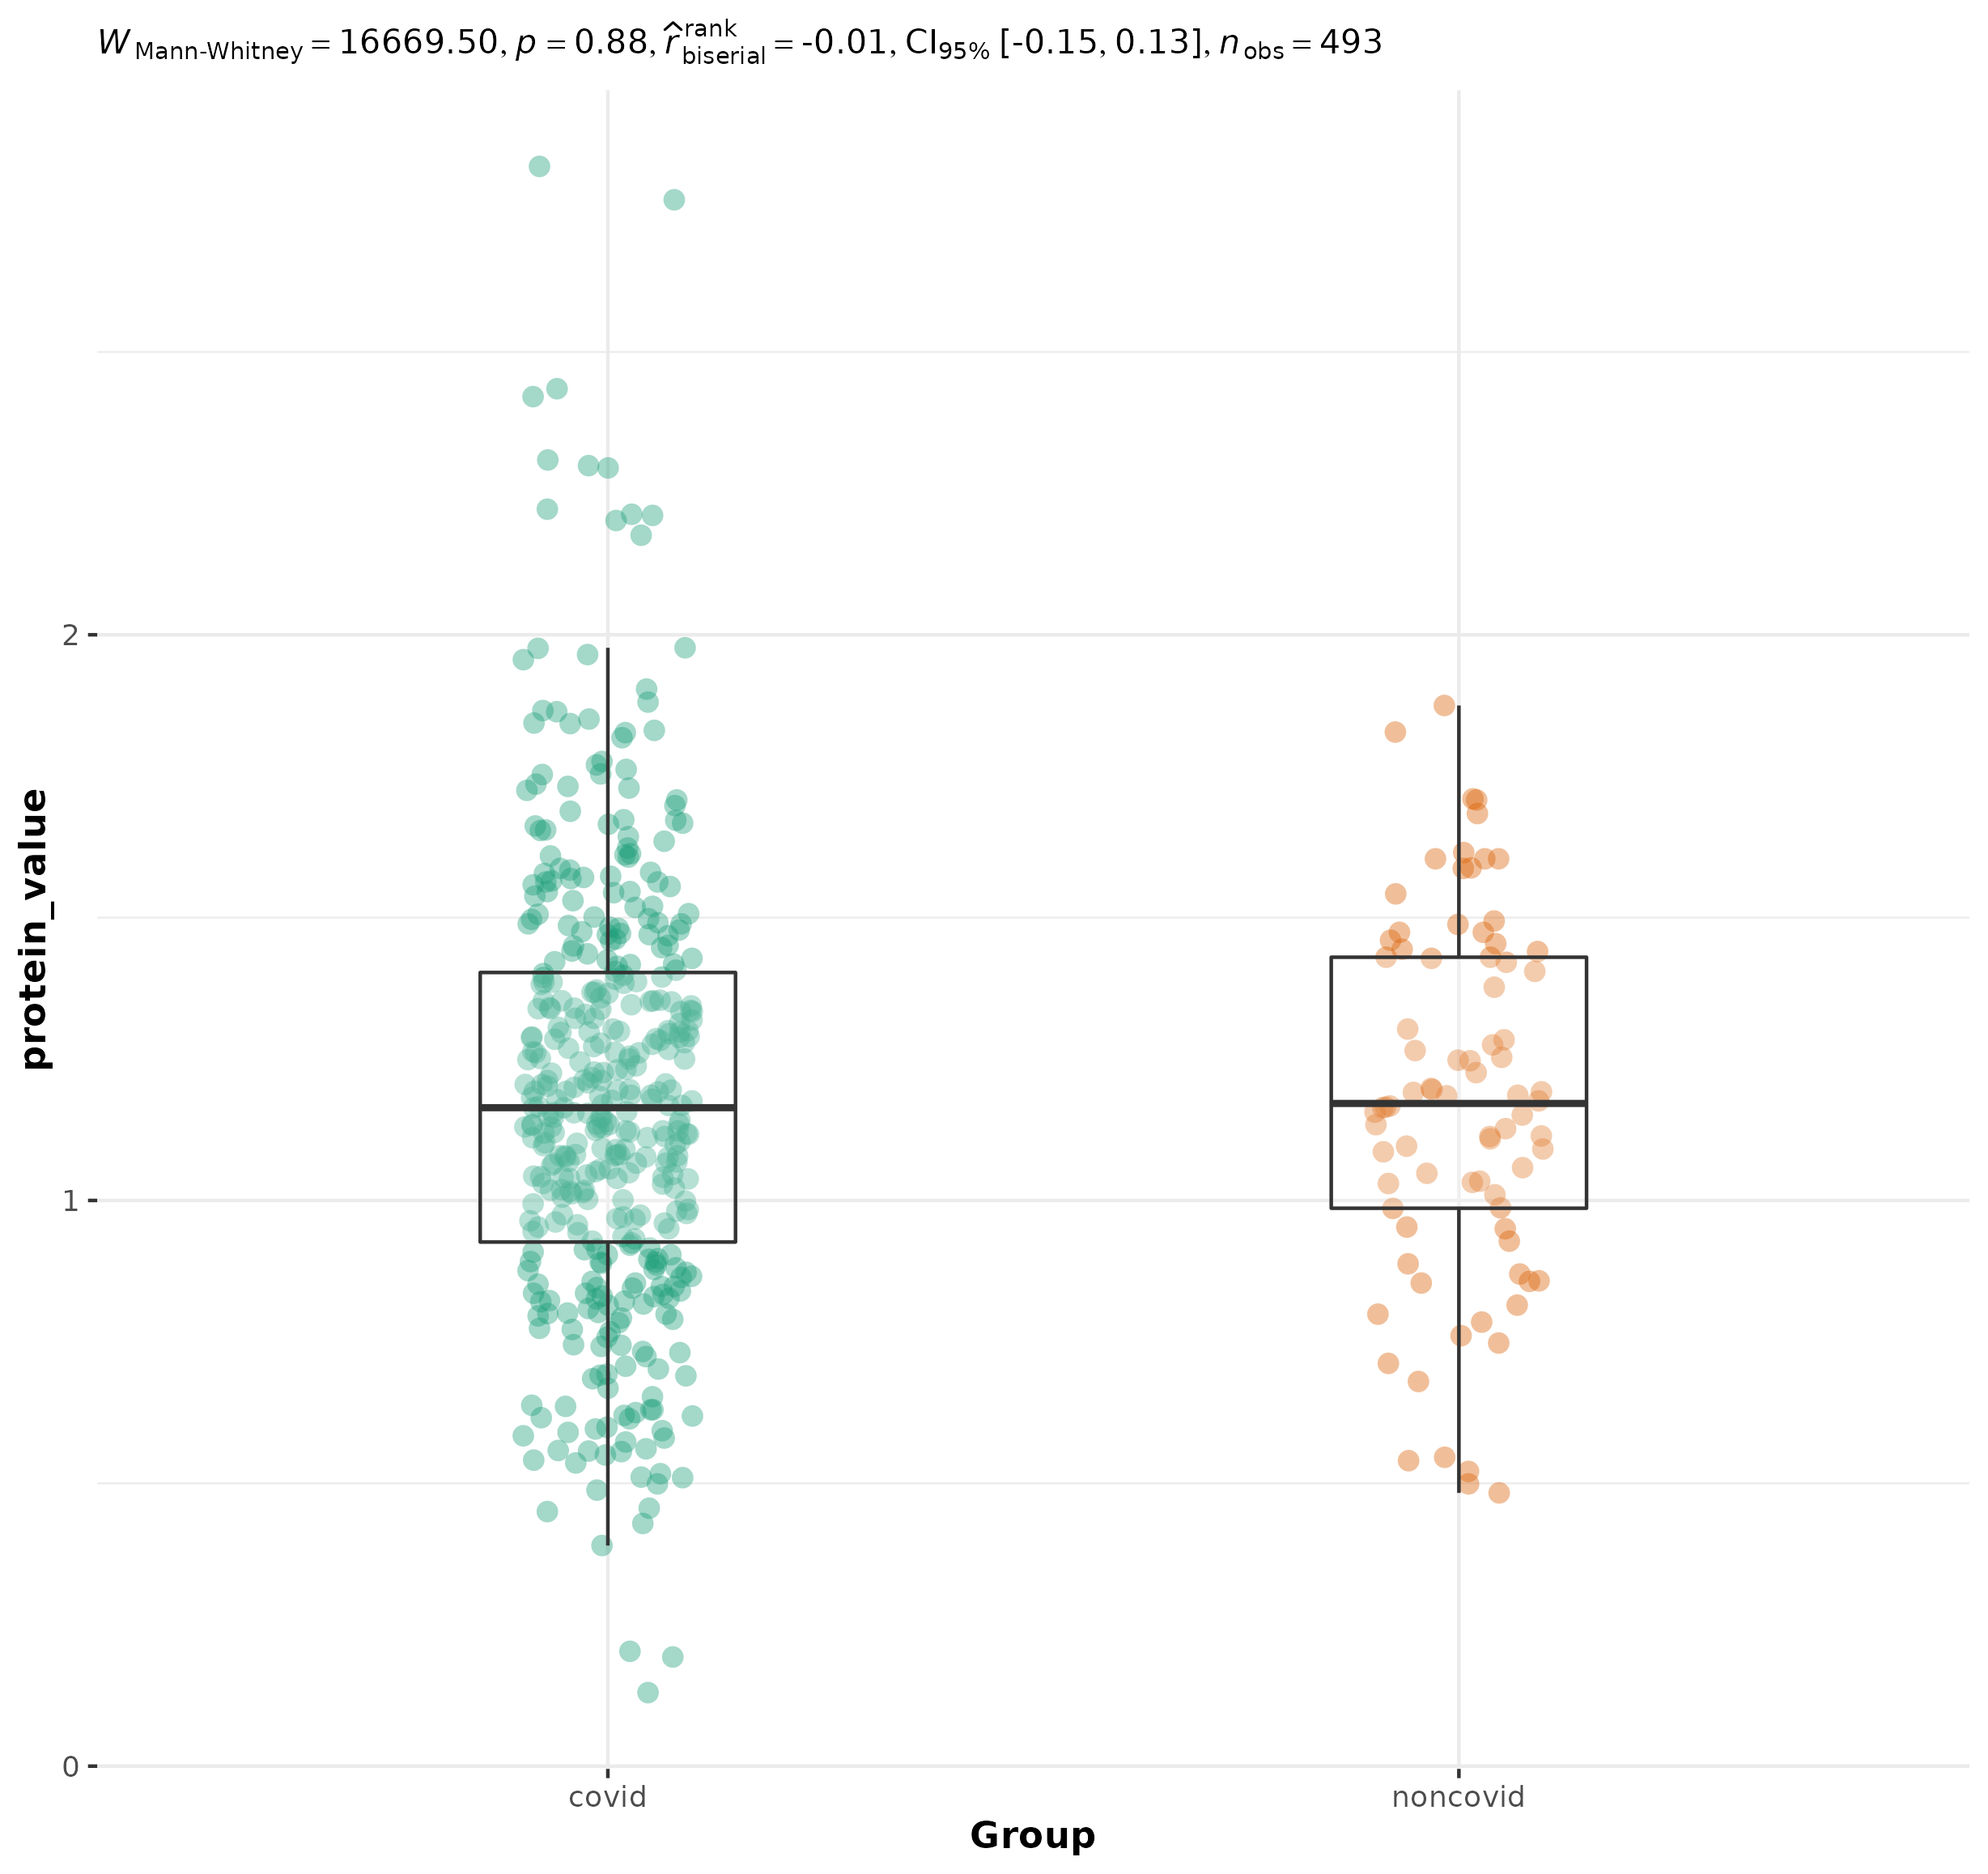 W Mann-Whitney = 16669.50, p = 0.88, r̂ rank biserial = -0.01, CI95% [-0.15, 0.13], n obs = 493
protein_value
2
1
0
covid noncovid
Group